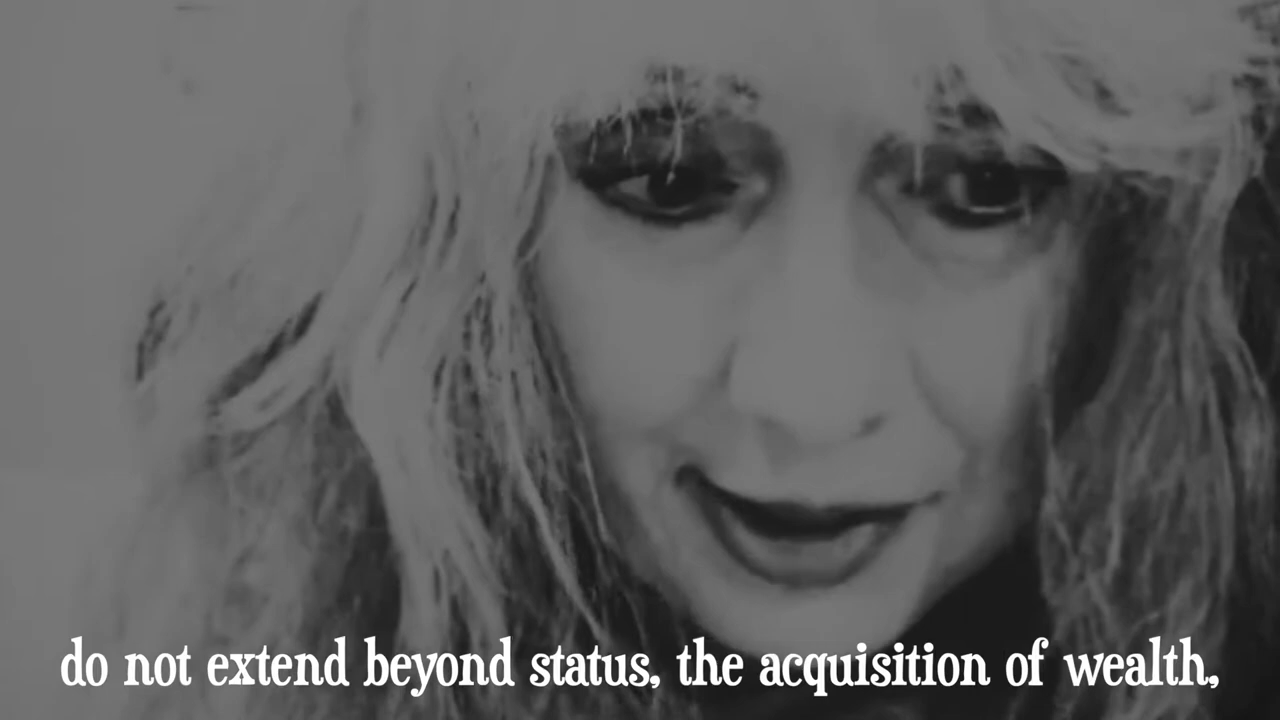 do not extend beyond status, the acquisition of wealth,